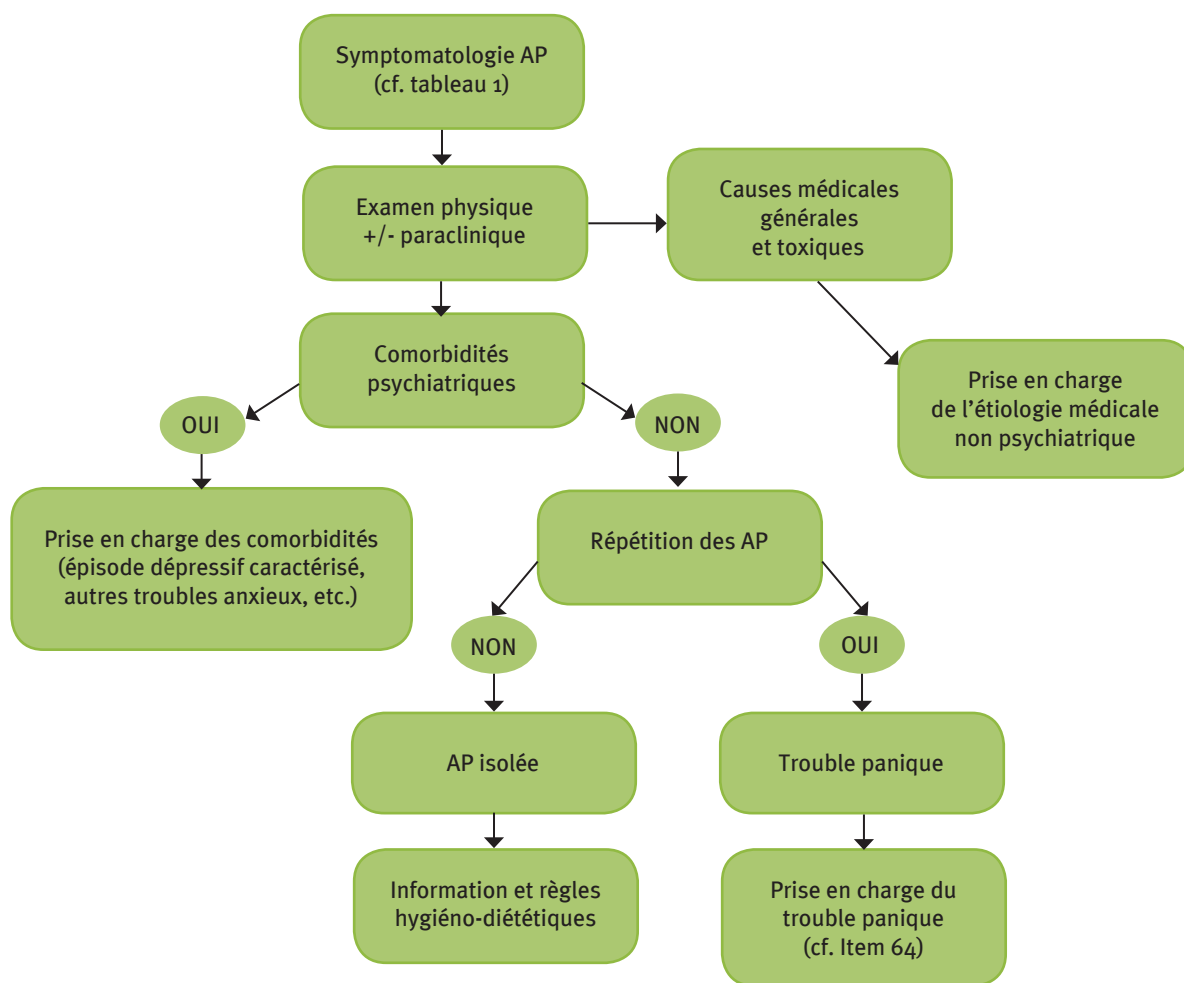 Symptomatologie AP
(cf. tableau 1)
Examen physique
+/- paraclinique
Causes médicales
générales
et toxiques
Comorbidités
psychiatriques
Prise en charge
de l’étiologie médicale
non psychiatrique
OUI
NON
Prise en charge des comorbidités
(épisode dépressif caractérisé,
autres troubles anxieux, etc.)
Répétition des AP
NON
OUI
AP isolée
Trouble panique
Information et règles
hygiéno-diététiques
Prise en charge du
trouble panique
(cf. Item 64)